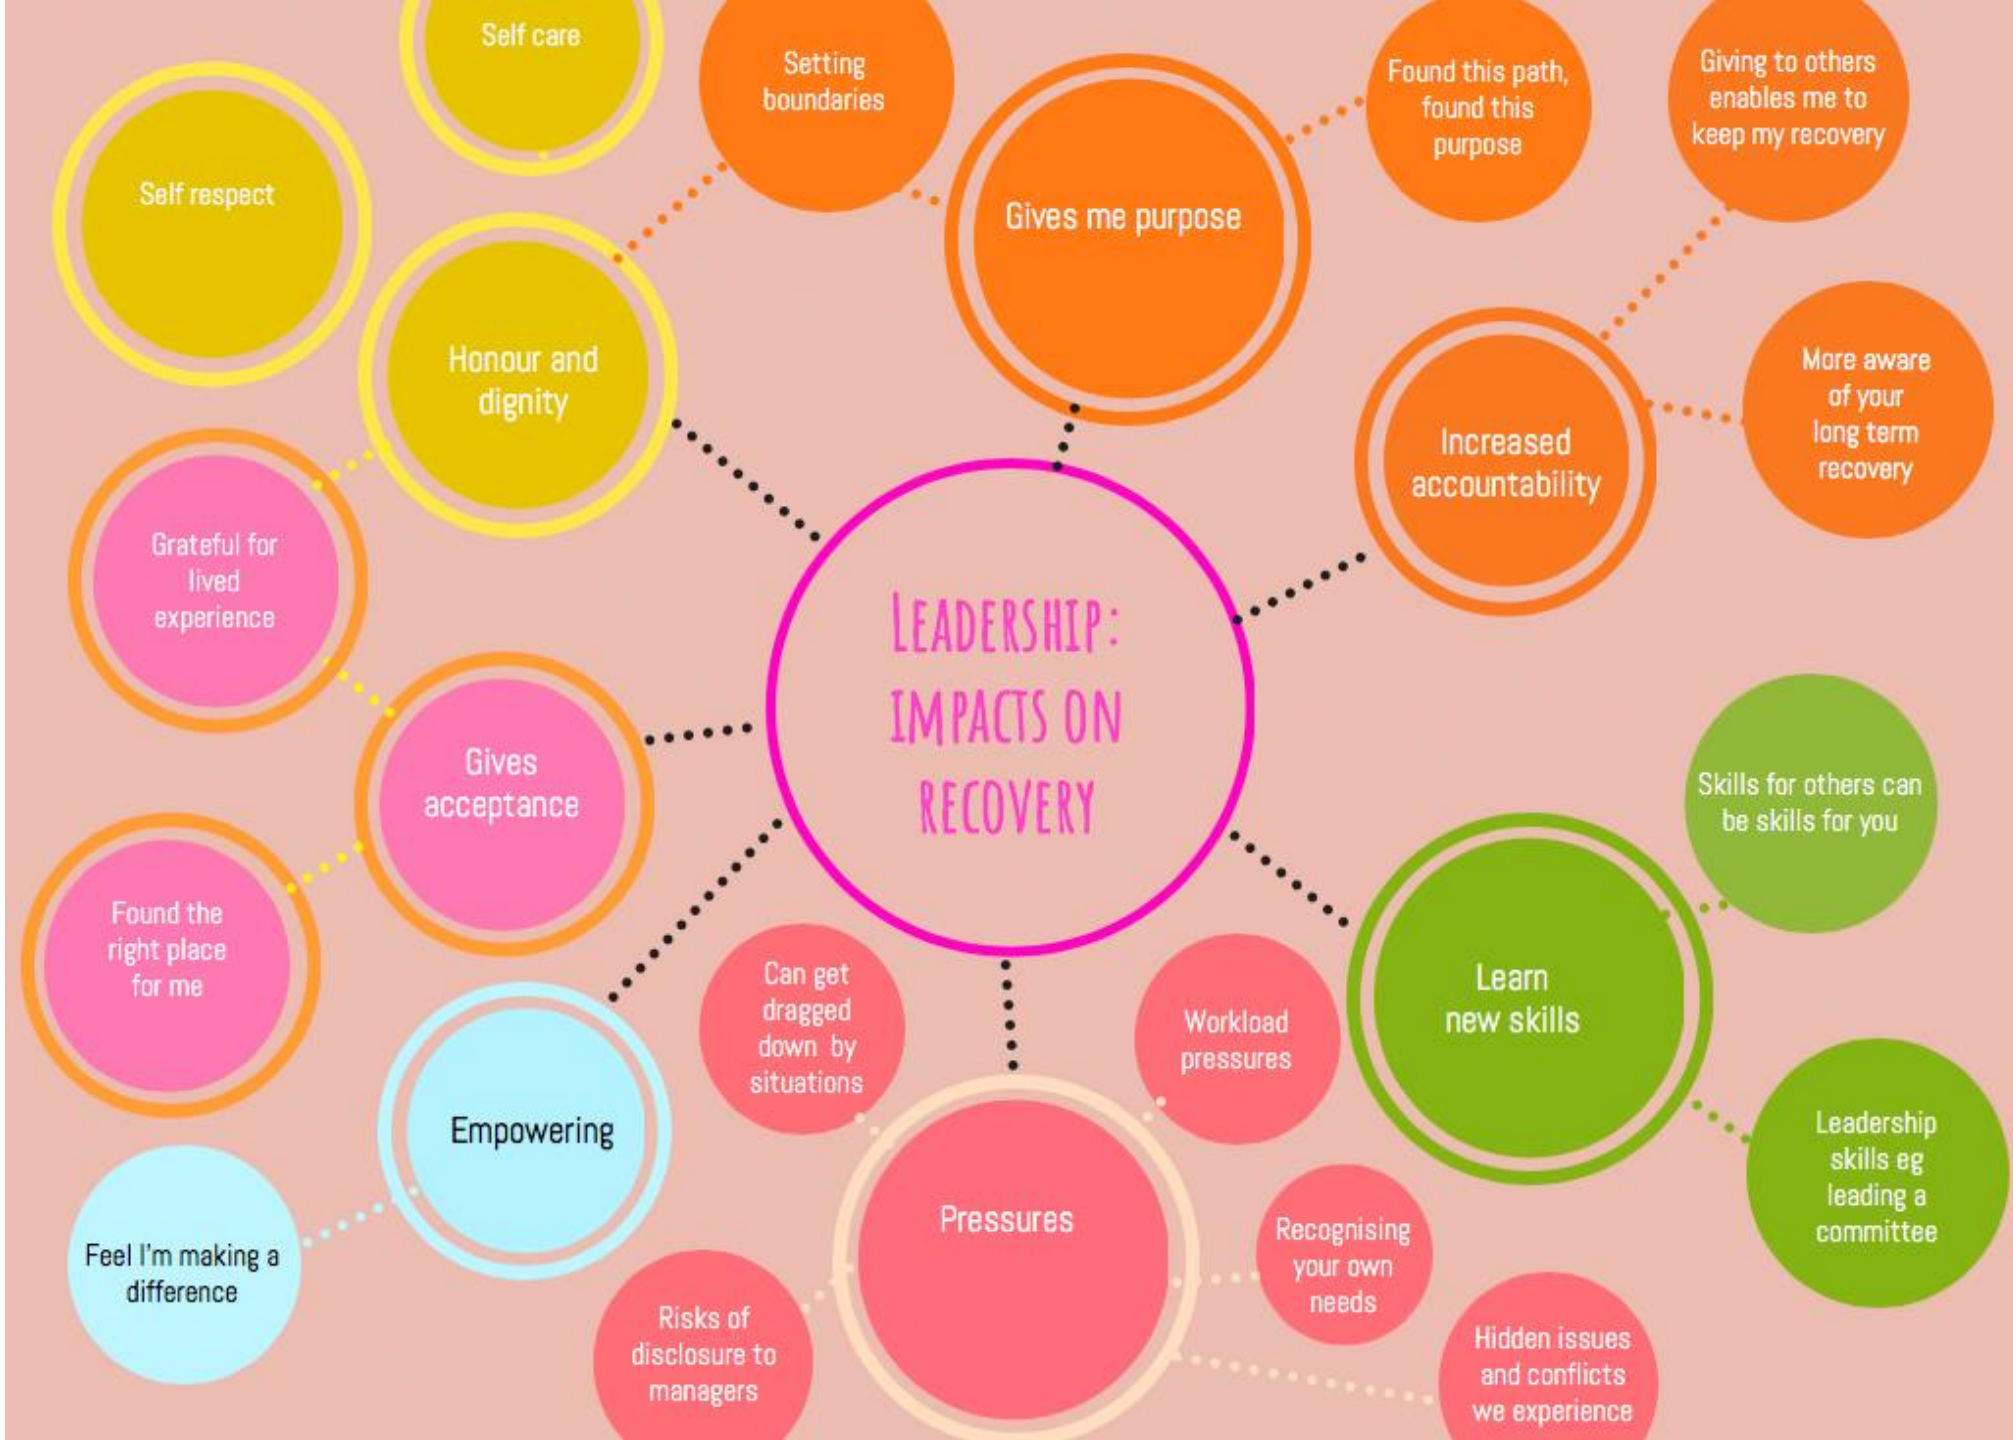 Self care
Self respect
Honour and
dignity
Setting
boundaries
Gives me purpose
Found this path,
found this
purpose
Giving to others
enables me to
keep my recovery
More aware
of your
long term
recovery
Increased
accountability
Grateful for
lived
experience
Gives
acceptance
Found the
right place
for me
LEADERSHIP:
IMPACTS ON
RECOVERY
Skills for others can
be skills for you
Learn
new skills
Leadership
skills eg
leading a
committee
Empowering
Feel I'm making a
difference
Can get
dragged
down by
situations
Workload
pressures
Pressures
Recognising
your own
needs
Risks of
disclosure to
managers
Hidden issues
and conflicts
we experience